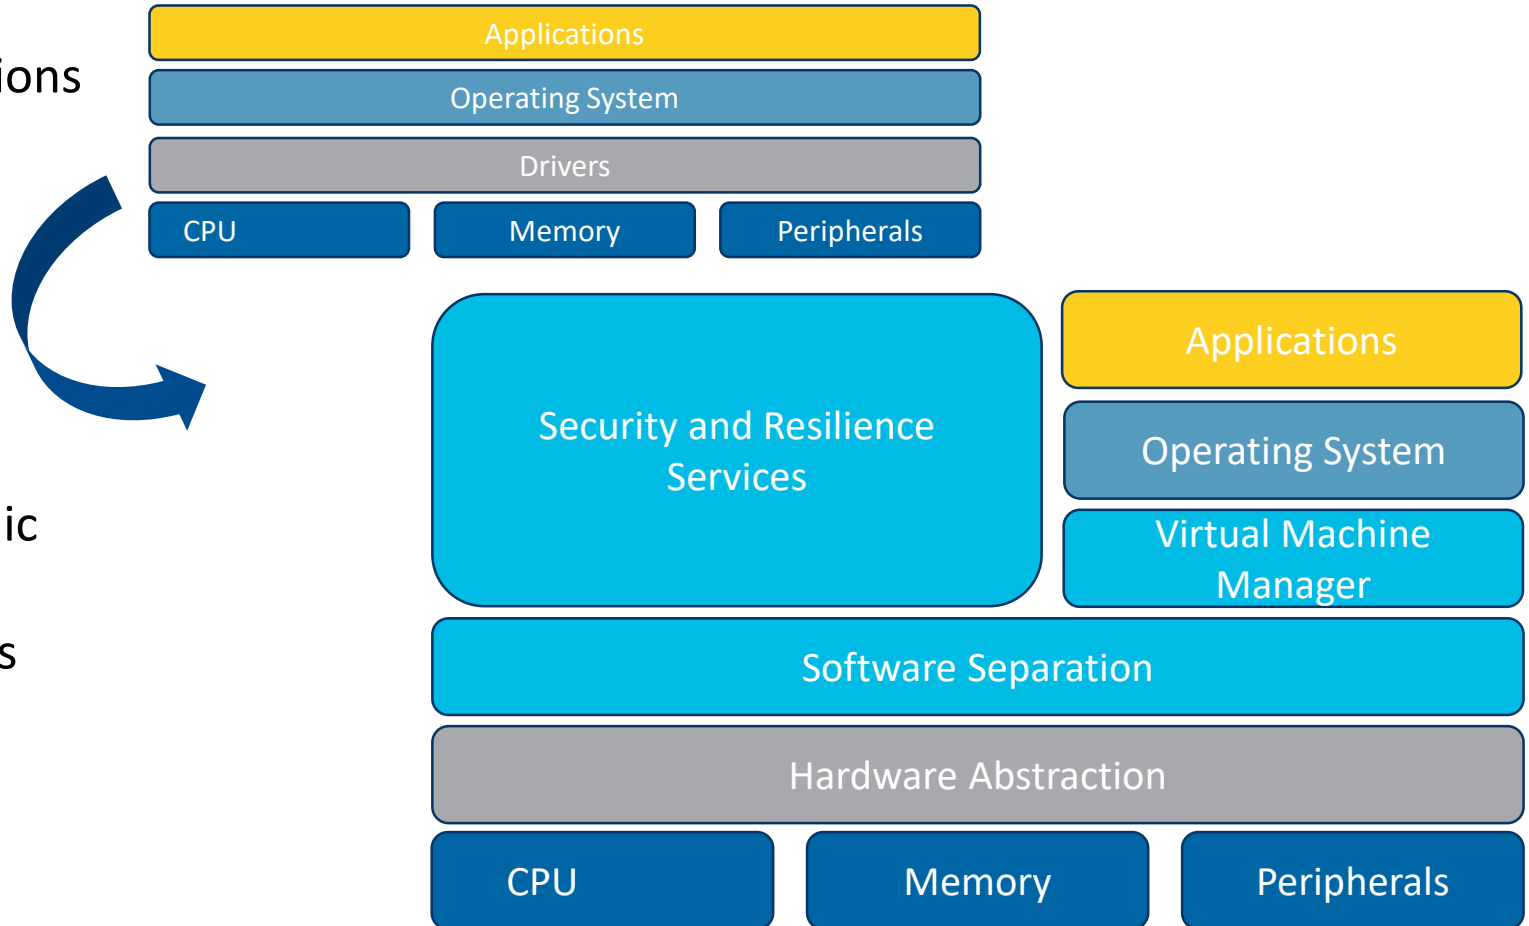 Applications
ions
Operating System
Drivers
CPU
Memory
Peripherals
Security and Resilience
Services
Applications
Operating System
Virtual Machine
Manager
ic
s
Software Separation
Hardware Abstraction
CPU
Memory
Peripherals